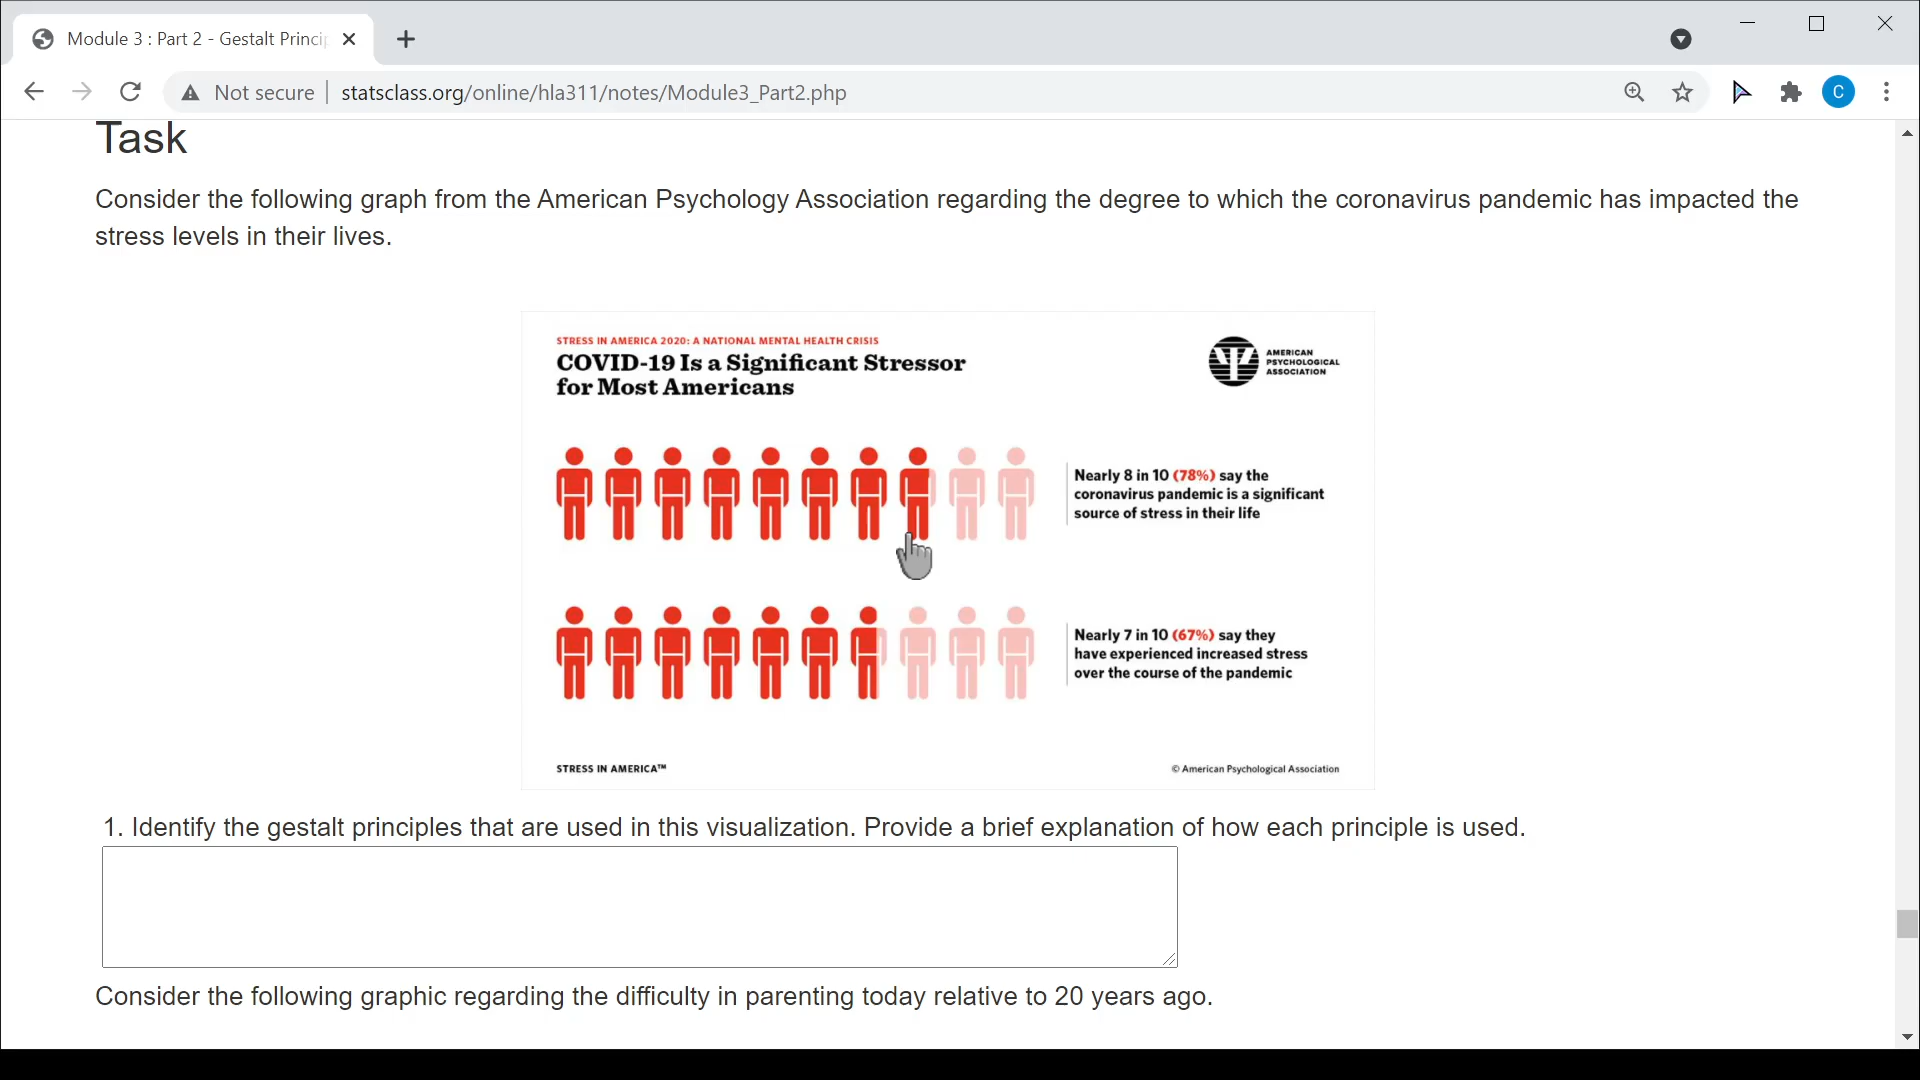 Module 3 : Part 2 - Gestalt Princip
Not secure
statsclass.org/online/hla311/notes/Module3_Part2.php
C
Task
Consider the following graph from the American Psychology Association regarding the degree to which the coronavirus pandemic has impacted the
stress levels in their lives.
STRESS IN AMERICA 2020: A NATIONAL MENTAL HEALTH CRISIS
COVID-19 Is a Significant Stressor
for Most Americans
AMERICAN
PSYCHOLOGICAL
ASSOCIATION
Nearly 8 in 10 (78%) say the
coronavirus pandemic is a significant
source of stress in their life
Nearly 7 in 10 (67%) say they
have experienced increased stress
over the course of the pandemic
STRESS IN AMERICA™
© American Psychological Association
1. Identify the gestalt principles that are used in this visualization. Provide a brief explanation of how each principle is used.
Consider the following graphic regarding the difficulty in parenting today relative to 20 years ago.